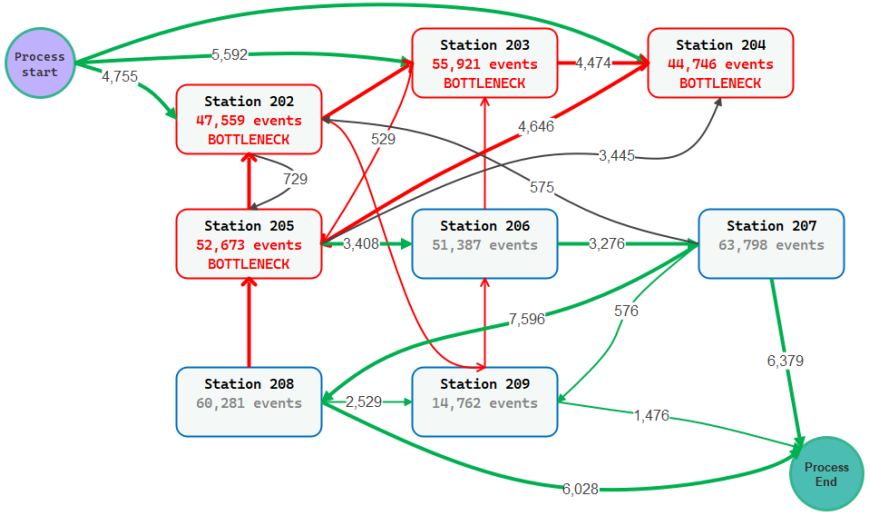 Process
start
5,592
4,755
Station 203
55,921 events
BOTTLENECK
4,474
Station 204
44,746 events
BOTTLENECK
Station 202
47,559 events
BOTTLENECK
529
4,646
3,445
729
575
Station 205
52,673 events
BOTTLENECK
3,408
Station 206
51,387 events
3,276
Station 207
63,798 events
7,596
576
6,379
Station 208
60,281 events
2,529
Station 209
14,762 events
1,476
6,028
Process
End